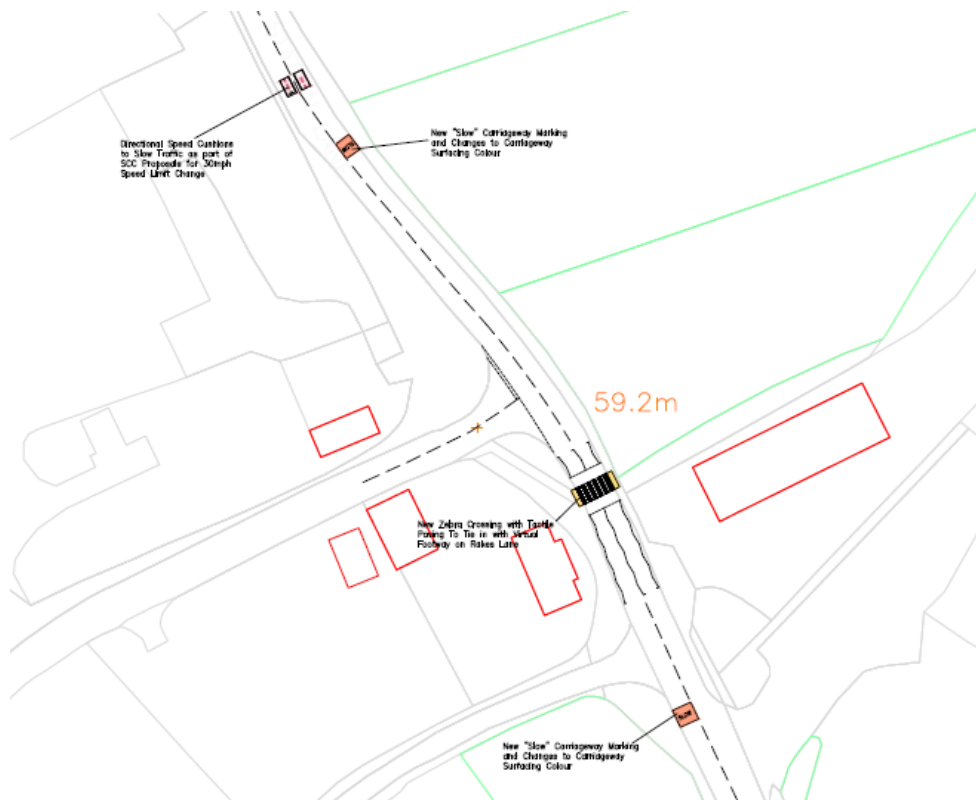 Directional Speed Cushions
to Slow Traffic as part of
SCC Proposals for 30mph
Speed Limit Change
New "Slow" Carriageway Marking
and Changes to Carriageway
Surfacing Colour
59.2m
New Zebra Crossing with Tactile
Paving To Tie in with Virtual
Footway on Rakes Lane
SLOW
New "Slow" Carriageway Marking
and Changes to Carriageway
Surfacing Colour